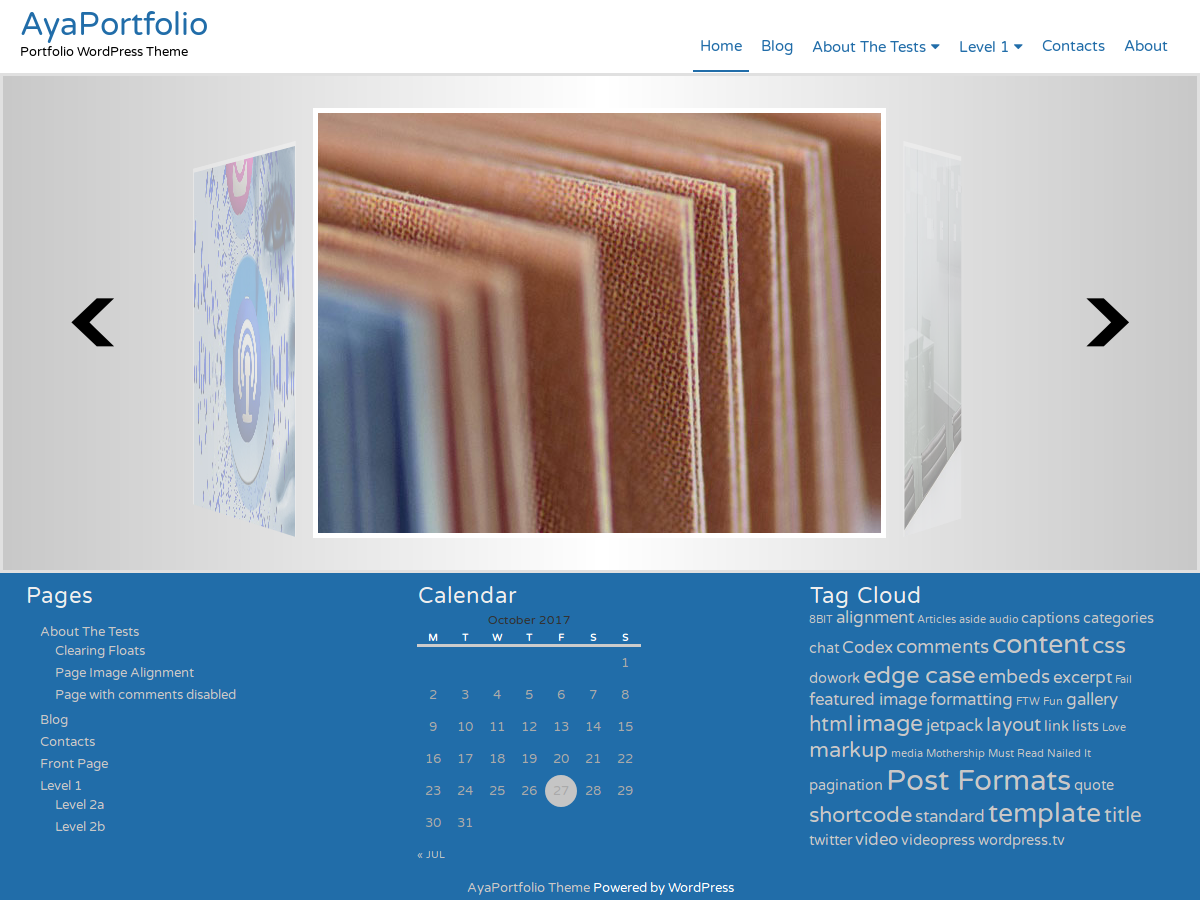 AyaPortfolio
Portfolio WordPress Theme
Home Blog About The Tests Level 1 Contacts About
Pages
About The Tests
Clearing Floats
Page Image Alignment
Page with comments disabled
Blog
Contacts
Front Page
Level 1
Level 2a
Level 2b
Calendar
October 2017
M T W T F S S
1
2 3 4 5 6 7 8
9 10 11 12 13 14 15
16 17 18 19 20 21 22
23 24 25 26 27 28 29
30 31
« JUL
Tag Cloud
8BIT alignment Articles aside audio captions categories
chat Codex comments content css
dowork edge case embeds excerpt Fail
featured image formatting FTW Fun gallery
html image jetpack layout link lists Love
markup media Mothership Must Read Nailed It
pagination Post Formats quote
shortcode standard template title
twitter video videopress wordpress.tv
AyaPortfolio Theme Powered by WordPress